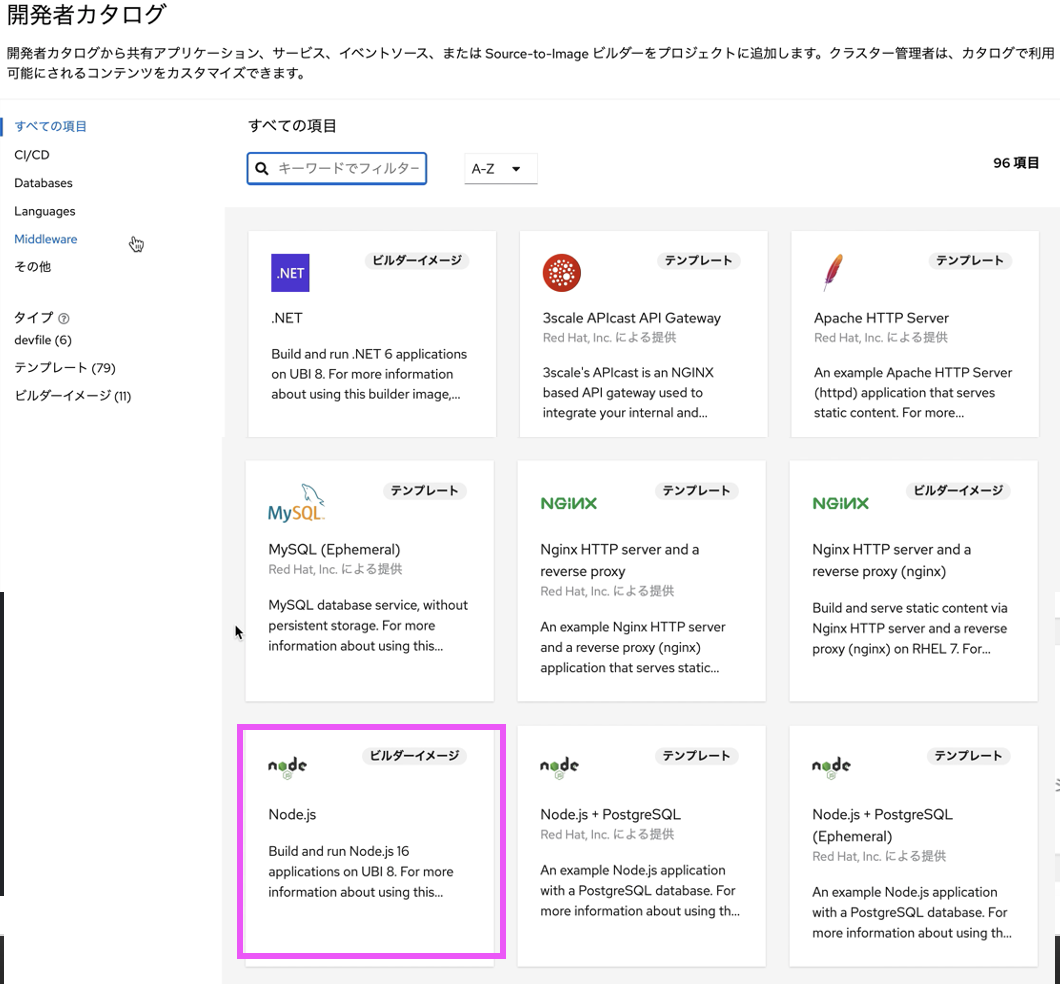 開発者カタログ
開発者カタログから共有アプリケーション、サービス、イベントソース、または Source-to-Image ビルダーをプロジェクトに追加します。クラスター管理者は、カタログで利用
可能にされるコンテンツをカスタマイズできます。
すべての項目
CI/CD
Databases
Languages
Middleware
その他
タイプ
devfile (6)
テンプレート (79)
ビルダーイメージ (11)
すべての項目
キーワードでフィルター
A-Z
96 項目
.NET
ビルダーイメージ
.NET
Build and run .NET 6 applications
on UBI 8. For more information
about using this builder image,...
テンプレート
3scale APIcast API Gateway
Red Hat, Inc. による提供
3scale's APIcast is an NGINX
based API gateway used to
integrate your internal and...
テンプレート
Apache HTTP Server
Red Hat, Inc. による提供
An example Apache HTTP Server
(httpd) application that serves
static content. For more...
MySQL
テンプレート
MySQL (Ephemeral)
Red Hat, Inc. による提供
MySQL database service, without
persistent storage. For more
information about using this...
NGiNX
テンプレート
Nginx HTTP server and a
reverse proxy
Red Hat, Inc. による提供
An example Nginx HTTP server
and a reverse proxy (nginx)
application that serves static...
NGiNX
ビルダーイメージ
Nginx HTTP server and a
reverse proxy (nginx)
Build and serve static content via
Nginx HTTP server and a reverse
proxy (nginx) on RHEL 7. For...
node
ビルダーイメージ
Node.js
Build and run Node.js 16
applications on UBI 8. For more
information about using this...
node
テンプレート
Node.js + PostgreSQL
Red Hat, Inc. による提供
An example Node.js application
with a PostgreSQL database. For
more information about using th...
node
テンプレート
Node.js + PostgreSQL
(Ephemeral)
Red Hat, Inc. による提供
An example Node.js application
with a PostgreSQL database. For
more information about using th...